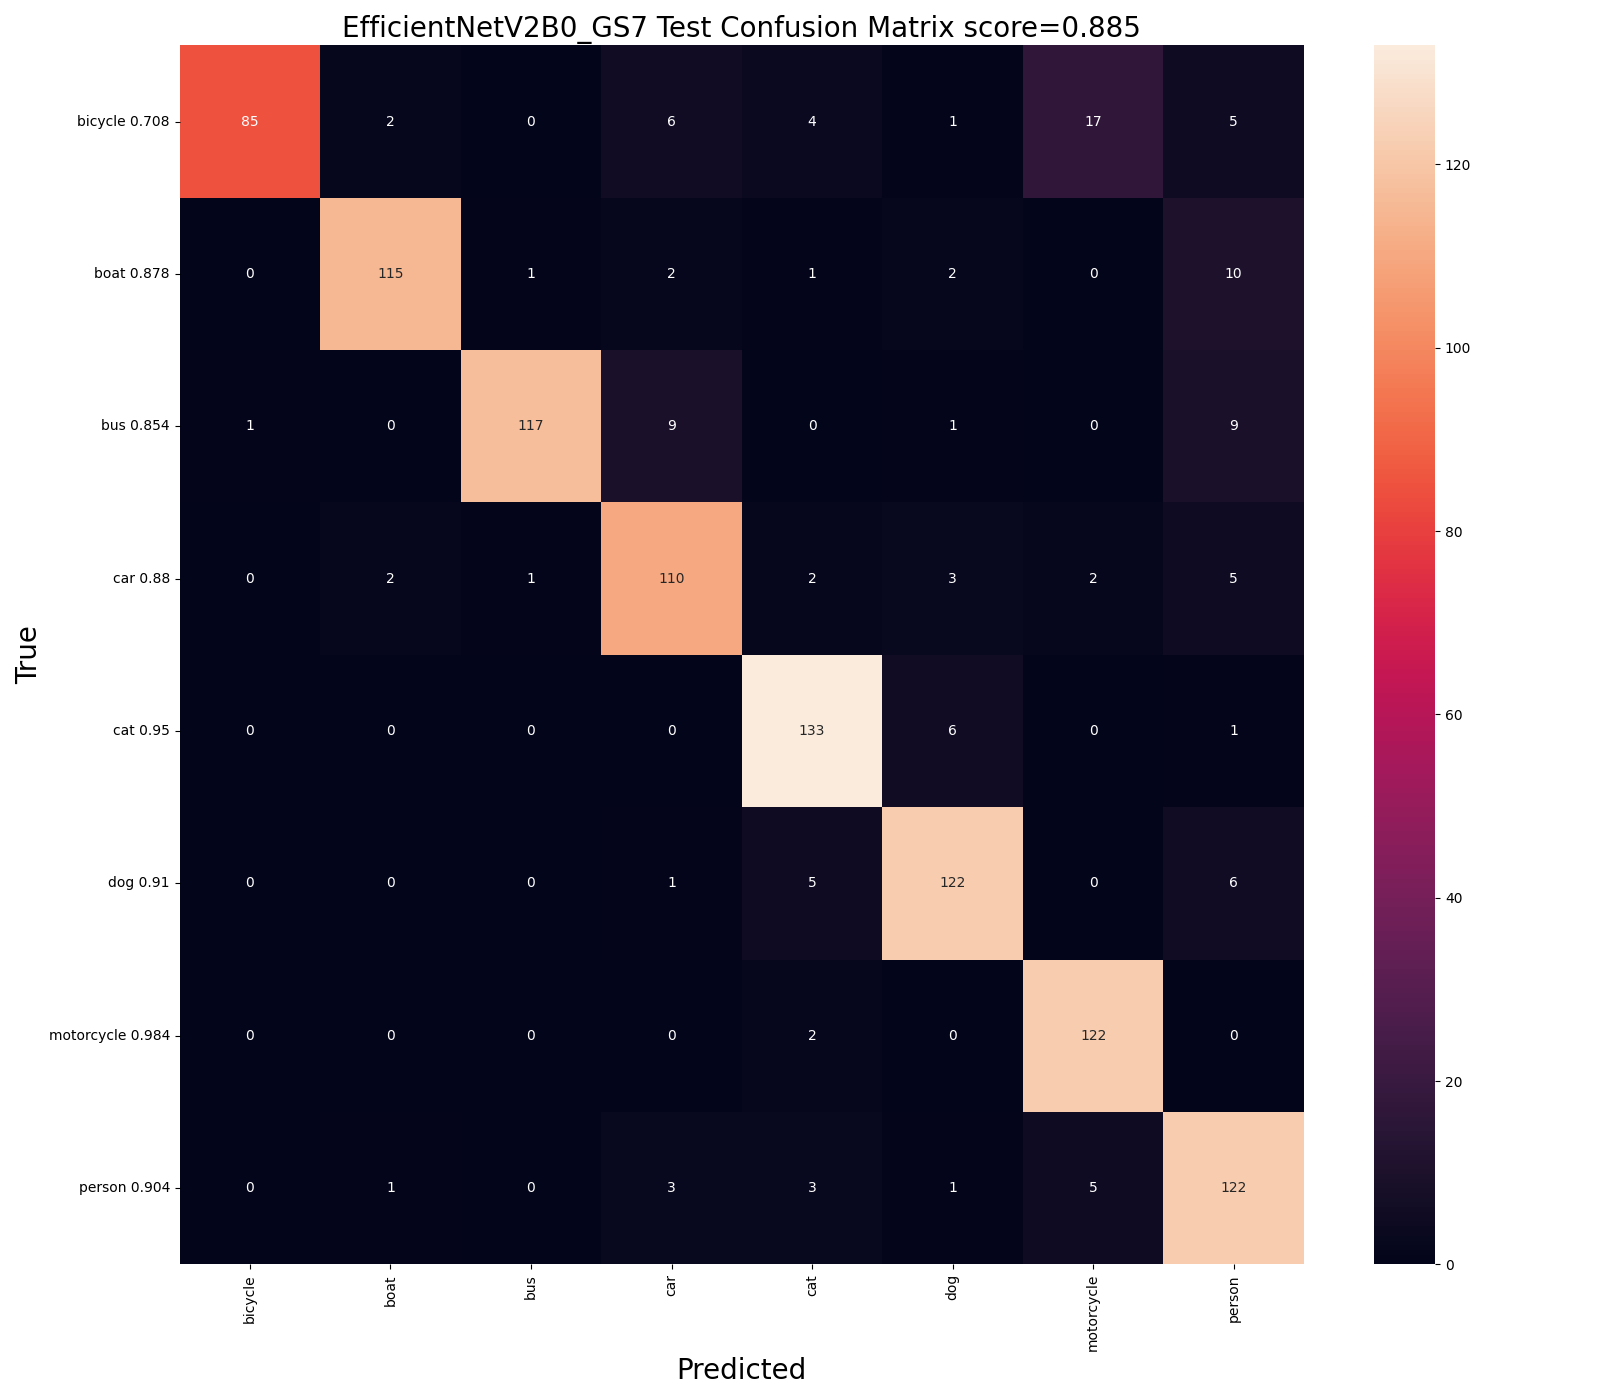 EfficientNetV2B0_GS7 Test Confusion Matrix score=0.885
bicycle 0.708 85 2 0 6 4 1 17 5
boat 0.878 0 115 1 2 1 2 0 10
bus 0.854 1 0 117 9 0 1 0 9
car 0.88 0 2 1 110 2 3 2 5
cat 0.95 0 0 0 0 133 6 0 1
dog 0.91 0 0 0 1 5 122 0 6
motorcycle 0.984 0 0 0 0 2 0 122 0
person 0.904 0 1 0 3 3 1 5 122
bicycle boat bus car cat dog motorcycle person
Predicted
True
120
100
80
60
40
20
0